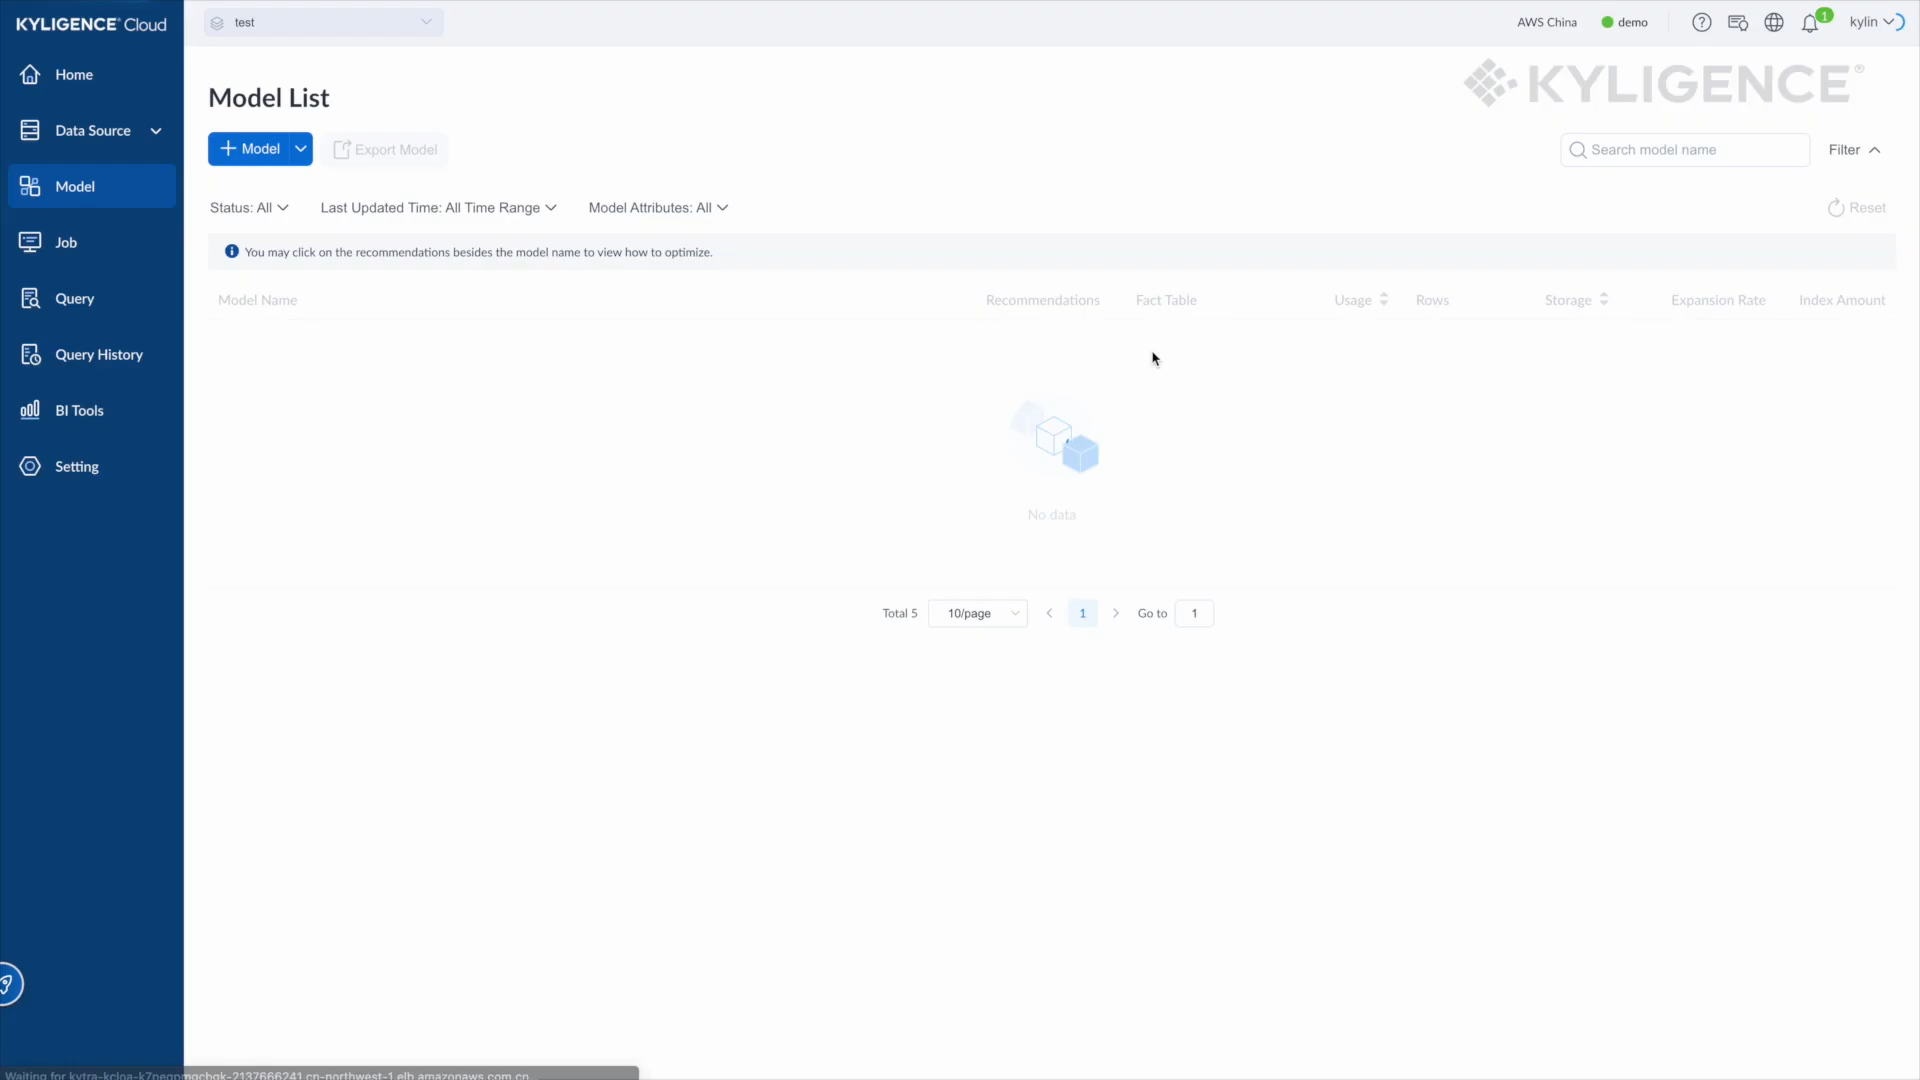 KYLIGENCE® Cloud
test
AWS China
demo
1
kylin
Home
Data Source
Model
Job
Query
Query History
BI Tools
Setting
KYLIGENCE®
Model List
Model
Export Model
Search model name
Filter
Status: All
Last Updated Time: All Time Range
Model Attributes: All
Reset
You may click on the recommendations besides the model name to view how to optimize.
Model Name Recommendations Fact Table Usage Rows Storage Expansion Rate Index Amount
No data
Total 5 10/page 1 Go to 1